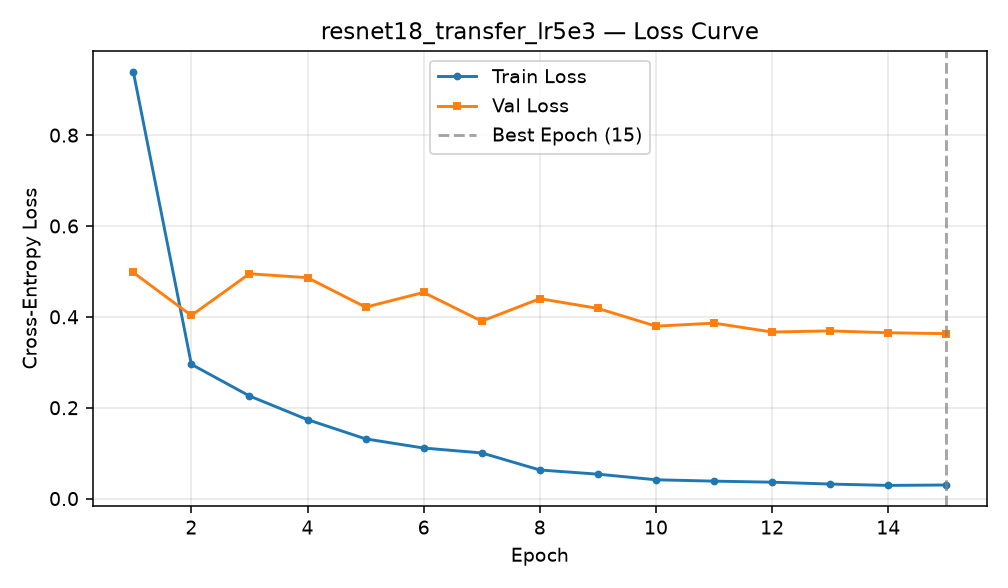 resnet18_transfer_lr5e3 — Loss Curve
Train Loss
Val Loss
Best Epoch (15)
Cross-Entropy Loss
0.8
0.6
0.4
0.2
0.0
2 4 6 8 10 12 14
Epoch